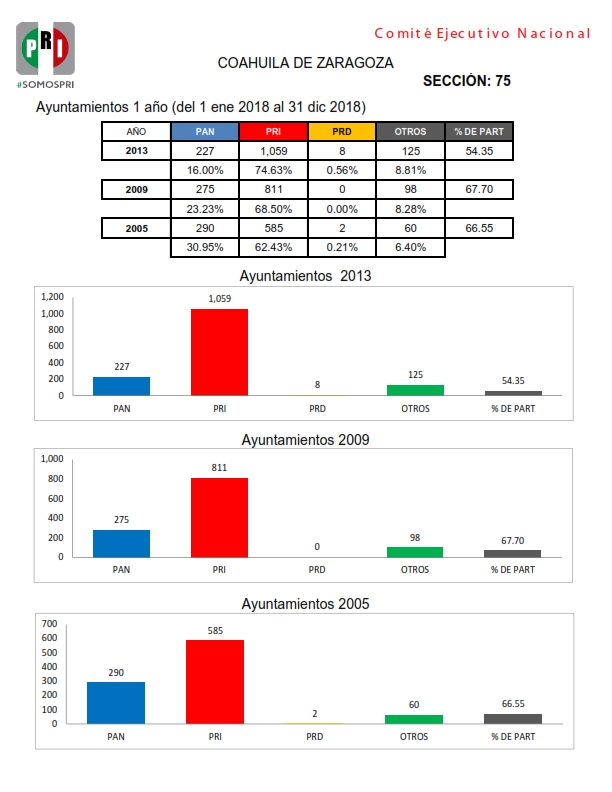 Comité Ejecutivo Nacional
PRI
#SOMOSPRI
COAHUILA DE ZARAGOZA
SECCIÓN: 75
Ayuntamientos 1 año (del 1 ene 2018 al 31 dic 2018)
AÑO PAN PRI PRD OTROS % DE PART
2013 227 1,059 8 125 54.35
16.00% 74.63% 0.56% 8.81%
2009 275 811 0 98 67.70
23.23% 68.50% 0.00% 8.28%
2005 290 585 2 60 66.55
30.95% 62.43% 0.21% 6.40%
Ayuntamientos 2013
1,200
1,000
800
600
400
200
0
227 1,059 8 125 54.35
PAN PRI PRD OTROS % DE PART
Ayuntamientos 2009
1,000
800
600
400
200
0
275 811 0 98 67.70
PAN PRI PRD OTROS % DE PART
Ayuntamientos 2005
700
600
500
400
300
200
100
0
290 585 2 60 66.55
PAN PRI PRD OTROS % DE PART